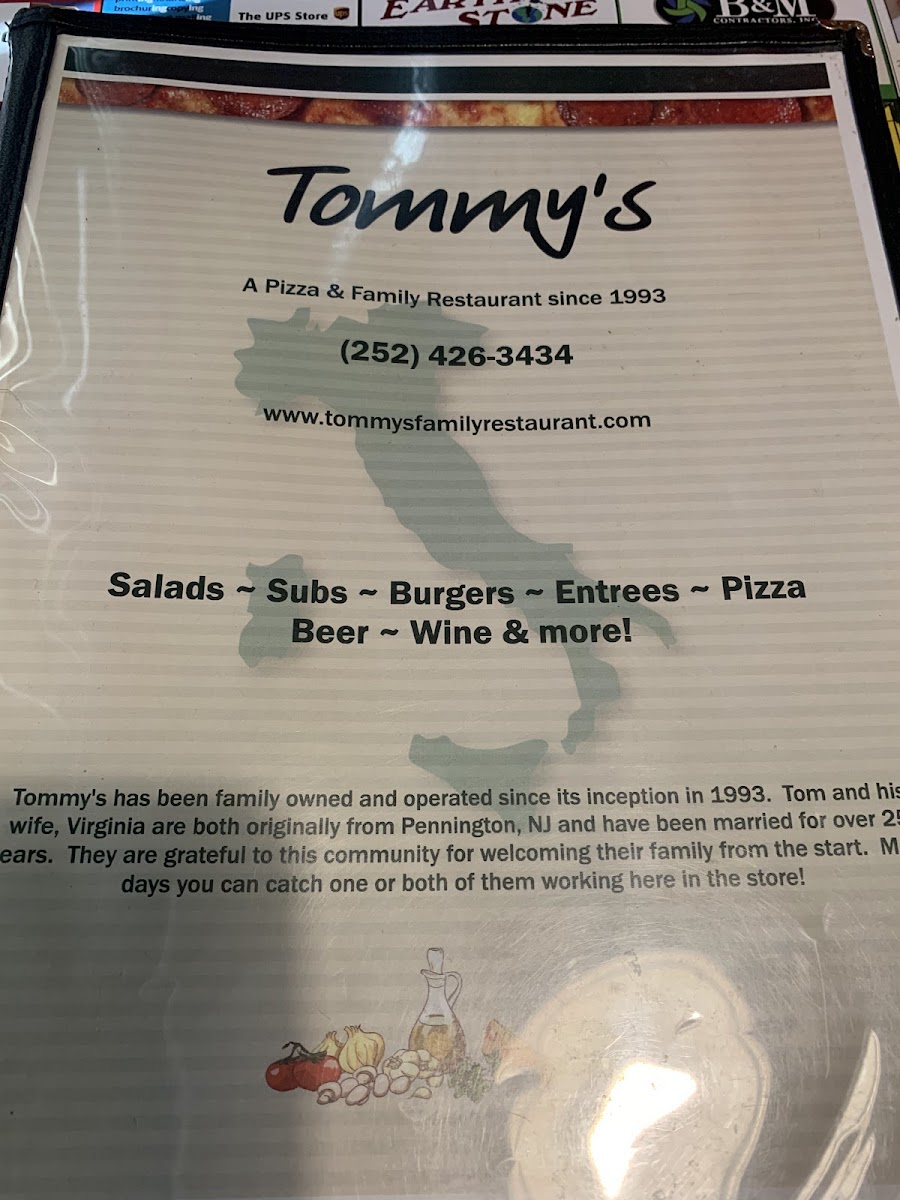 The UPS Store
STONE
B&M
CONTRACTORS, INC
Tommy's
A Pizza & Family Restaurant since 1993
(252) 426-3434
www.tommysfamilyrestaurant.com
Salads ~ Subs ~ Burgers ~ Entrees ~ Pizza
Beer ~ Wine & more!
Tommy's has been family owned and operated since its inception in 1993. Tom and his
wife, Virginia are both originally from Pennington, NJ and have been married for over 25
ears. They are grateful to this community for welcoming their family from the start. M
days you can catch one or both of them working here in the store!